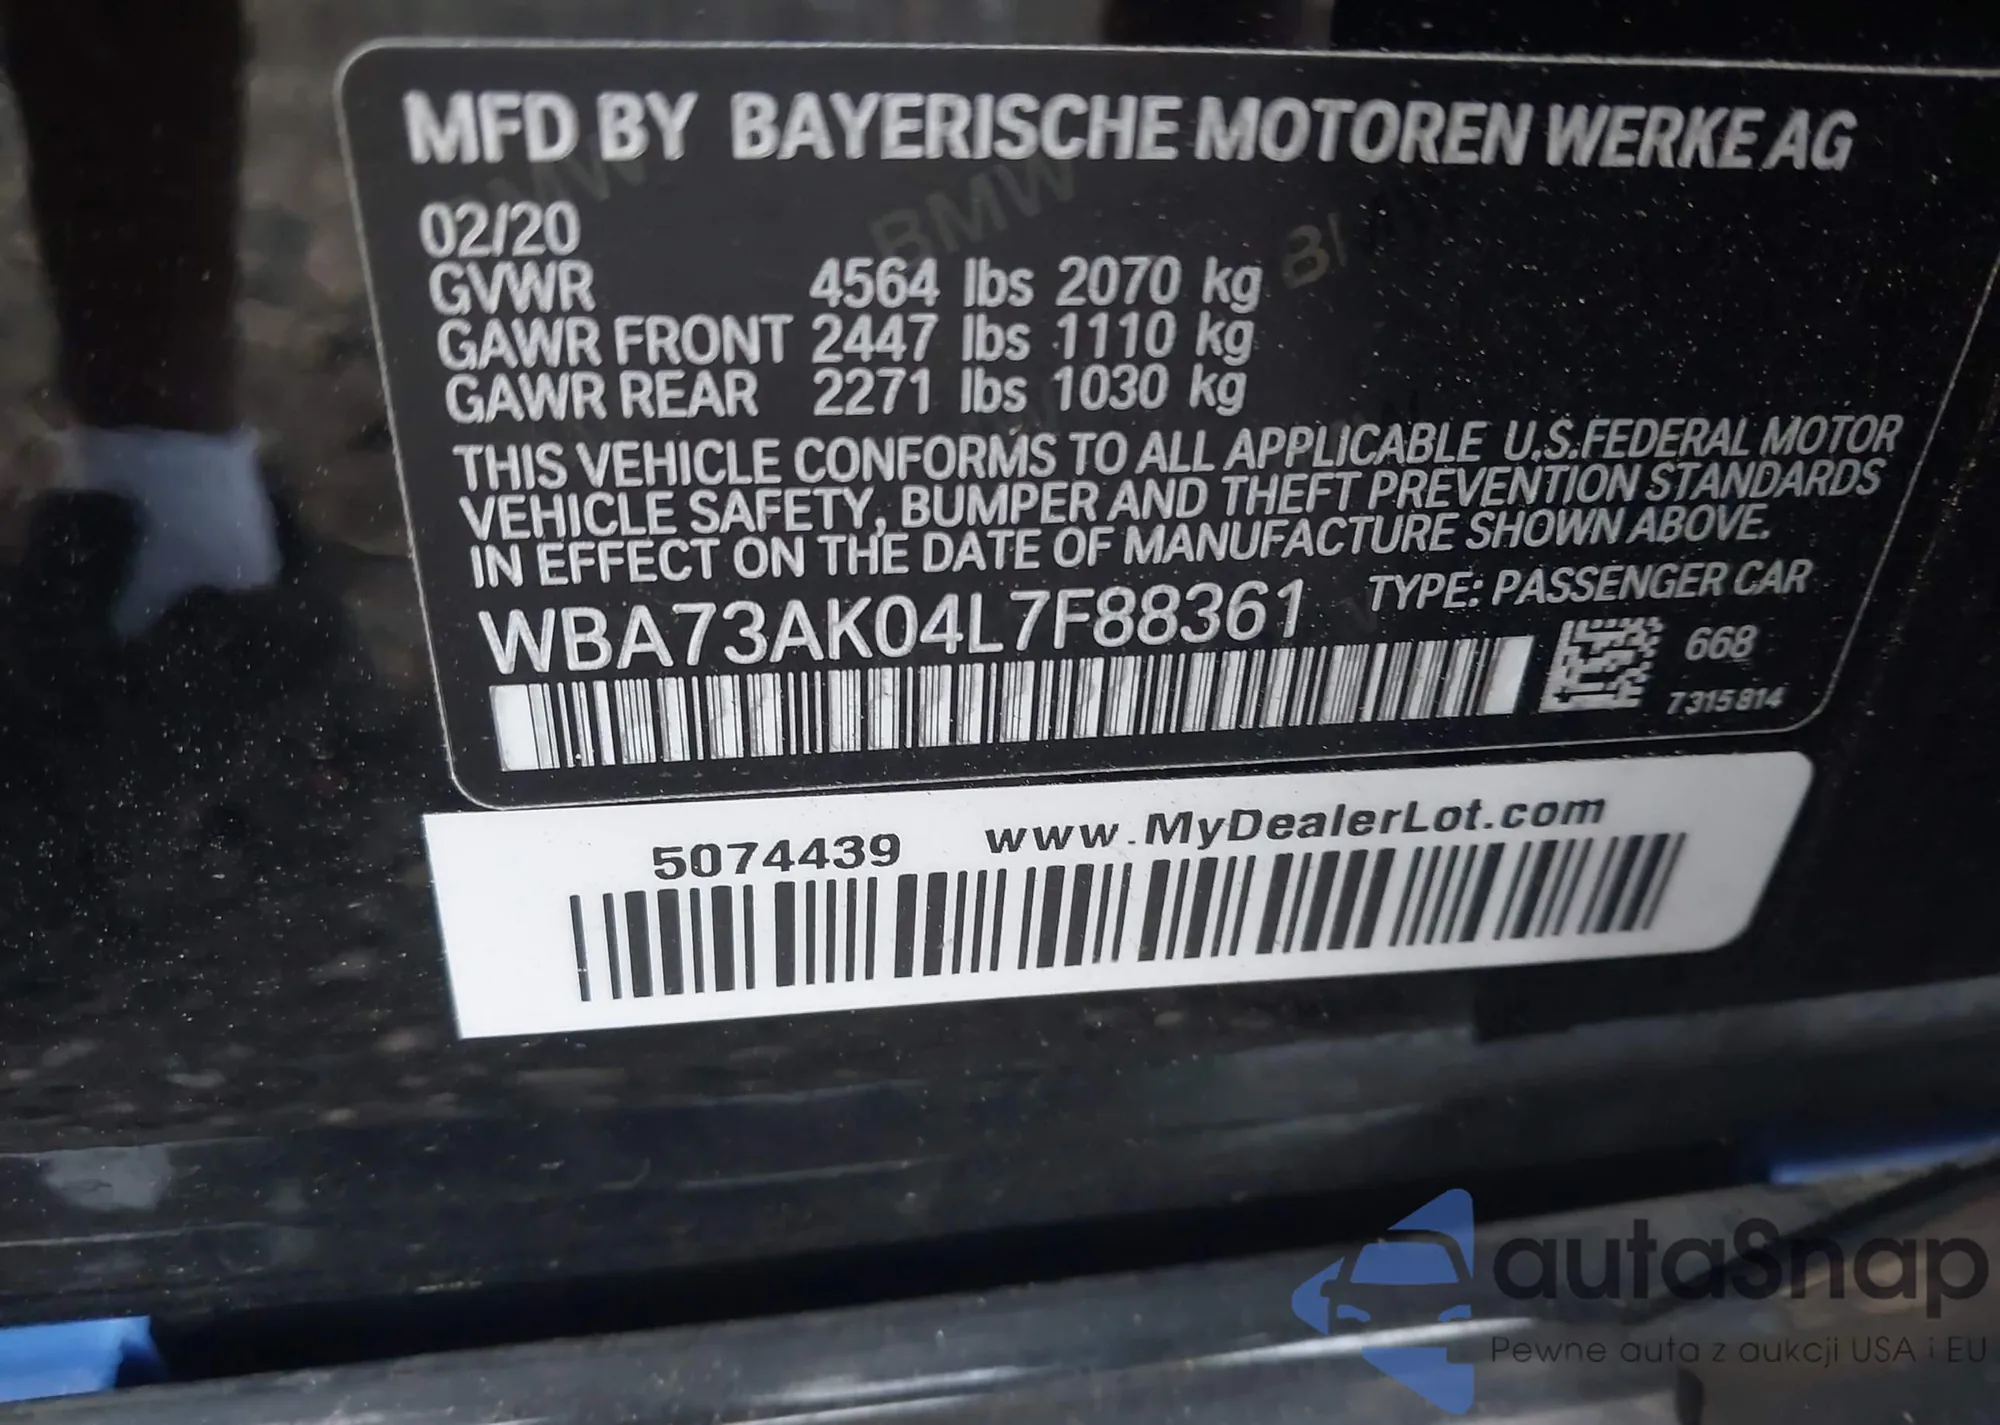 MFD BY BAYERISCHE MOTOREN WERKE AG
02/20
GVWR 4564 lbs 2070 kg
GAWR FRONT 2447 lbs 1110 kg
GAWR REAR 2271 lbs 1030 kg
THIS VEHICLE CONFORMS TO ALL APPLICABLE U.S.FEDERAL MOTOR
VEHICLE SAFETY, BUMPER AND THEFT PREVENTION STANDARDS
IN EFFECT ON THE DATE OF MANUFACTURE SHOWN ABOVE.
WBA73AK04L7F88361 TYPE: PASSENGER CAR
668
7315814
5074439 www.MyDealerLot.com
autaSnap
Pewne auta z aukcji USA i EU